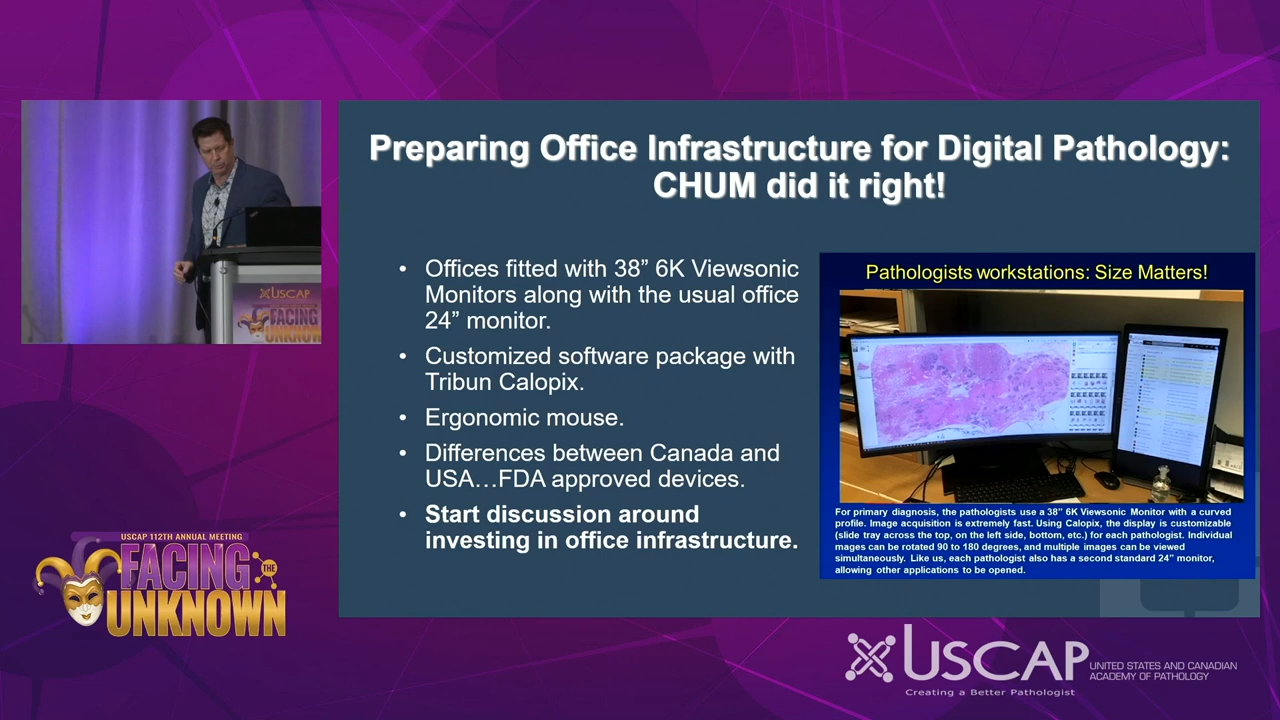 Preparing Office Infrastructure for Digital Pathology:
CHUM did it right!
• Offices fitted with 38” 6K Viewsonic
Monitors along with the usual office
24” monitor.
• Customized software package with
Tribun Calopix.
• Ergonomic mouse.
• Differences between Canada and
USA…FDA approved devices.
• Start discussion around
investing in office infrastructure.
Pathologists workstations: Size Matters!
For primary diagnosis, the pathologists use a 38” 6K Viewsonic Monitor with a curved
profile. Image acquisition is extremely fast. Using Calopix, the display is customizable
(slide tray across the top, on the left side, bottom, etc.) for each pathologist. Individual
mages can be rotated 90 to 180 degrees, and multiple images can be viewed
simultaneously. Like us, each pathologist also has a second standard 24” monitor,
allowing other applications to be opened.
USCAP
FACING
UNKNOWN
USCAP 112TH ANNUAL MEETING
FACING THE
UNKNOWN
USCAP
UNITED STATES AND CANADIAN
ACADEMY OF PATHOLOGY
Creating a Better Pathologist